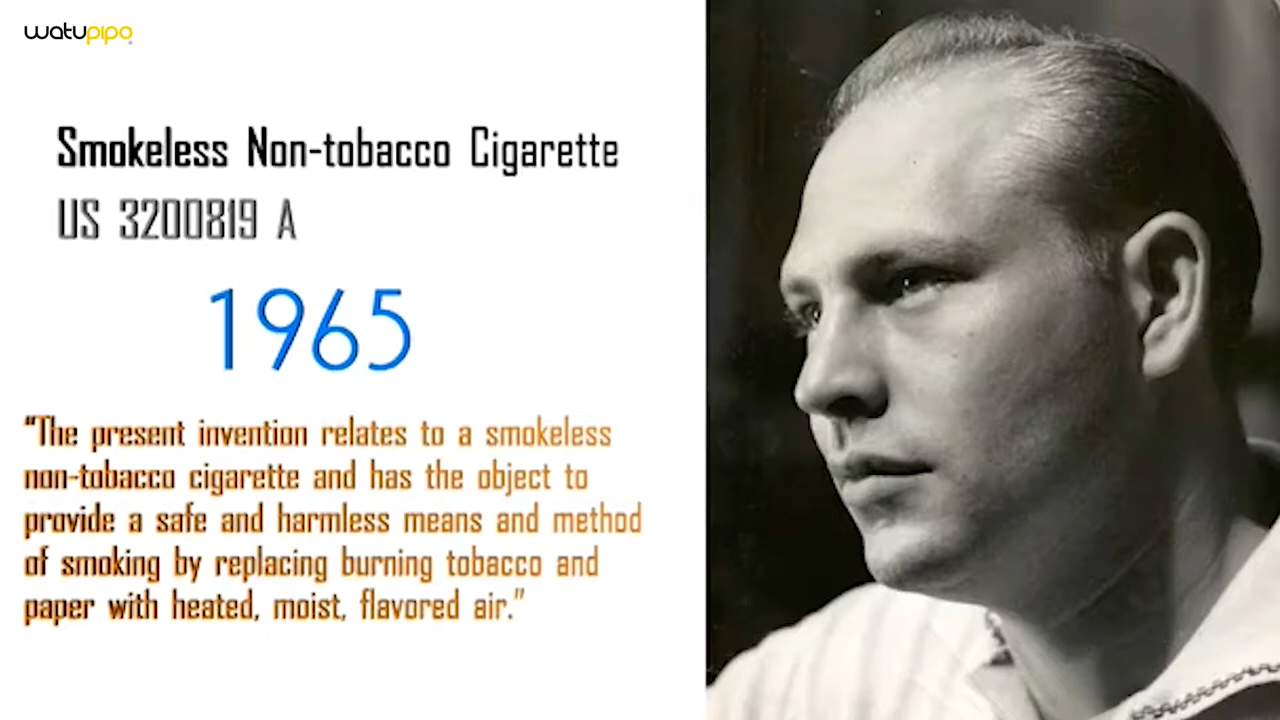 watupipo
Smokeless Non-tobacco Cigarette
US 3200819 A
1965
“The present invention relates to a smokeless
non-tobacco cigarette and has the object to
provide a safe and harmless means and method
of smoking by replacing burning tobacco and
paper with heated, moist, flavored air.”